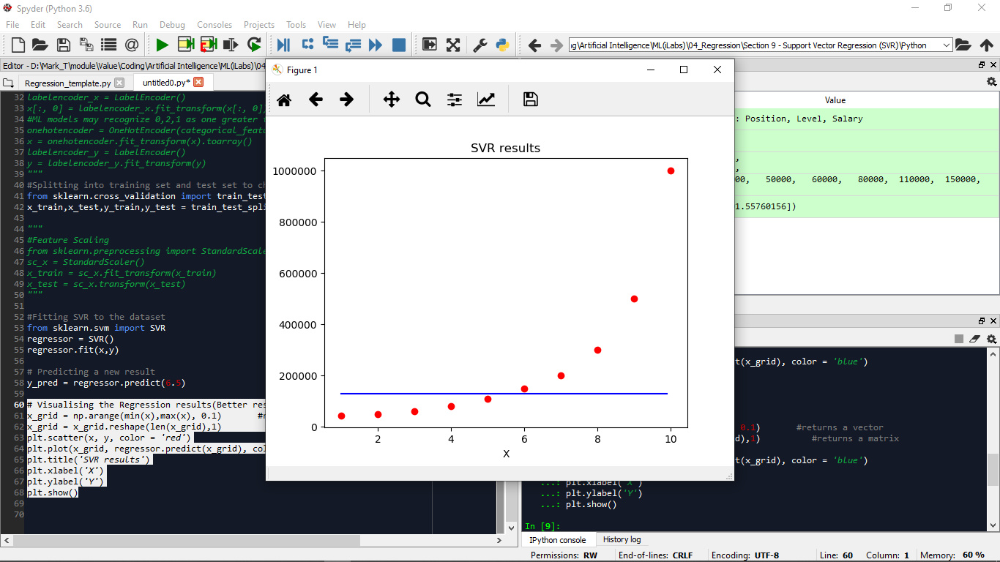 Spyder (Python 3.6)
File Edit Search Source Run Debug Consoles Projects Tools View Help
\Artificial Intelligence\ML(iLabs)\04_Regression\Section 9 - Support Vector Regression (SVR)\Python
Editor - D:\Mark_T\module\Value\Coding\Artificial Intelligence\ML(iLabs)\04
Regression_template.py
untitled0.py*
32 labelencoder_x = LabelEncoder()
33 x[:, 0] = labelencoder_x.fit_transform(x[:, 0]
34 #ML models may recognize 0,2,1 as one greater
35 onehotencoder = OneHotEncoder(categorical_featu
36 x = onehotencoder.fit_transform(x).toarray()
37 labelencoder_y = LabelEncoder()
38 y = labelencoder_y.fit_transform(y)
39 """
40 #Splitting into training set and test set to ch
41 from sklearn.cross_validation import train_test
42 x_train,x_test,y_train,y_test = train_test_spli
43
44 """
45 #Feature Scaling
46 from sklearn.preprocessing import StandardScale
47 sc_x = StandardScaler()
48 x_train = sc_x.fit_transform(x_train)
49 x_test = sc_x.transform(x_test)
50 """
51
52 #Fitting SVR to the dataset
53 from sklearn.svm import SVR
54 regressor = SVR()
55 regressor.fit(x,y)
56
57 # Predicting a new result
58 y_pred = regressor.predict(6.5)
59
60 # Visualising the Regression results(Better res
61 x_grid = np.arange(min(x),max(x), 0.1) #r
62 x_grid = x_grid.reshape(len(x_grid),1)
63 plt.scatter(x, y, color = 'red')
64 plt.plot(x_grid, regressor.predict(x_grid), col
65 plt.title('SVR results')
66 plt.xlabel('X')
67 plt.ylabel('Y')
68 plt.show()
69
70
Figure 1
SVR results
1000000
800000
600000
400000
200000
0
2 4 6 8 10
X
Value
: Position, Level, Salary
,
,
00, 50000, 60000, 80000, 110000, 150000,
1.55760156])
t(x_grid), color = 'blue')
0.1) #returns a vector
d),1) #returns a matrix
t(x_grid), color = 'blue')
...: plt.xlabel('X')
...: plt.ylabel('Y')
...: plt.show()
In [9]:
IPython console History log
Permissions: RW End-of-lines: CRLF Encoding: UTF-8 Line: 60 Column: 1 Memory: 60 %